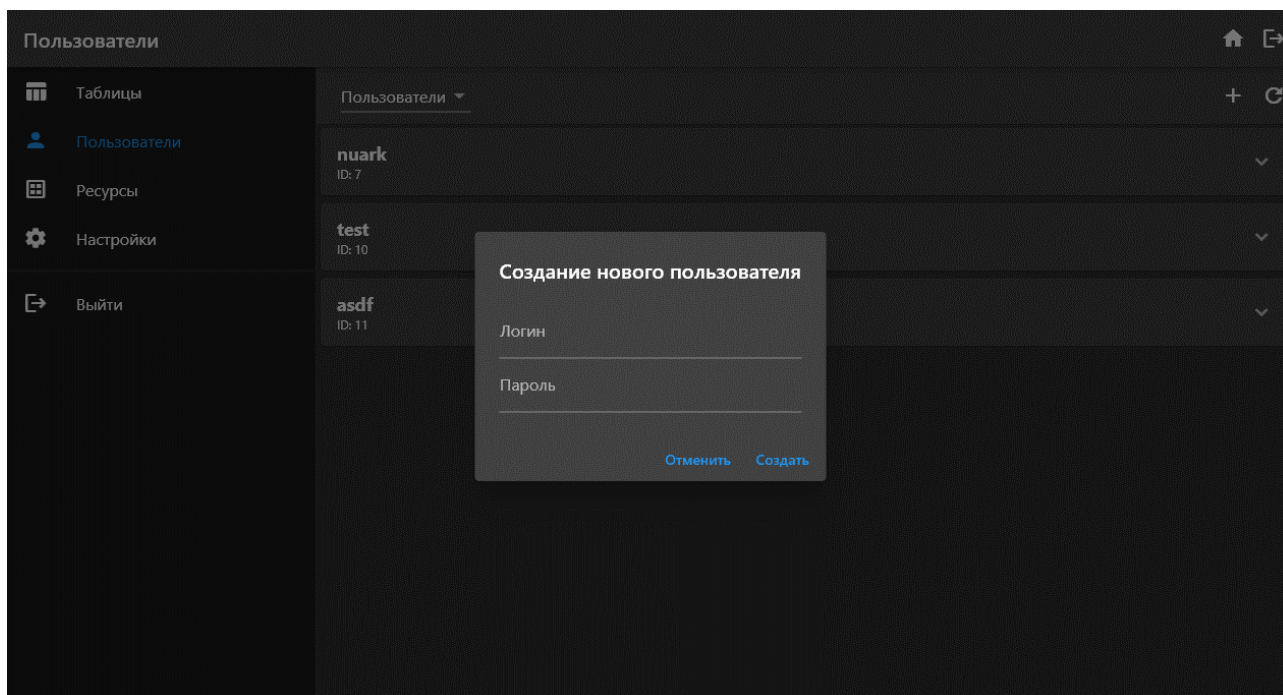 Пользователи
Таблицы
Пользователи
Ресурсы
Настройки
Выйти
Пользователи
nuark
ID: 7
test
ID: 10
asdf
ID: 11
Создание нового пользователя
Логин
Пароль
Отменить Создать